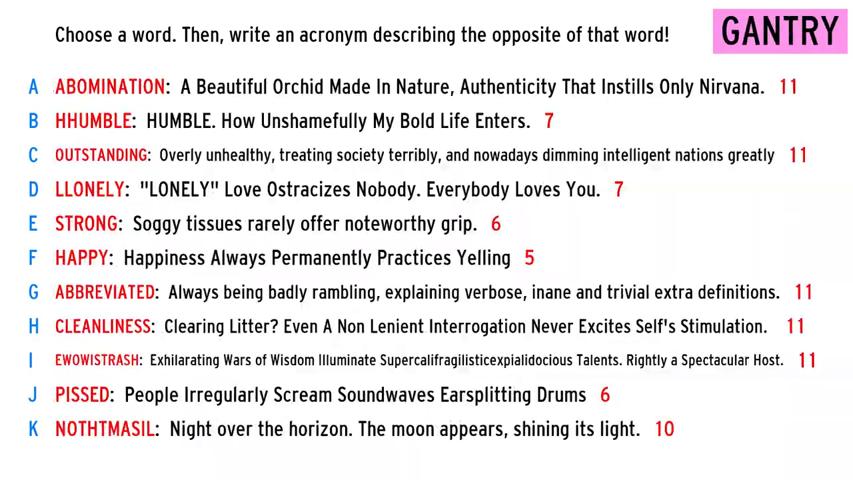 Choose a word. Then, write an acronym describing the opposite of that word!
GANTRY
A ABOMINATION: A Beautiful Orchid Made In Nature, Authenticity That Instills Only Nirvana. 11
B HHUMBLE: HUMBLE. How Unshamefully My Bold Life Enters. 7
C OUTSTANDING: Overly unhealthy, treating society terribly, and nowadays dimming intelligent nations greatly 11
D LLONELY: "LONELY" Love Ostracizes Nobody. Everybody Loves You. 7
E STRONG: Soggy tissues rarely offer noteworthy grip. 6
F HAPPY: Happiness Always Permanently Practices Yelling 5
G ABBREVIATED: Always being badly rambling, explaining verbose, inane and trivial extra definitions. 11
H CLEANLINESS: Clearing Litter? Even A Non Lenient Interrogation Never Excites Self's Stimulation. 11
I EWOWISTRASH: Exhilarating Wars of Wisdom Illuminate Supercalifragilisticexpialidocious Talents. Rightly a Spectacular Host. 11
J PISSED: People Irregularly Scream Soundwaves Earsplitting Drums 6
K NOTHTMASIL: Night over the horizon. The moon appears, shining its light. 10